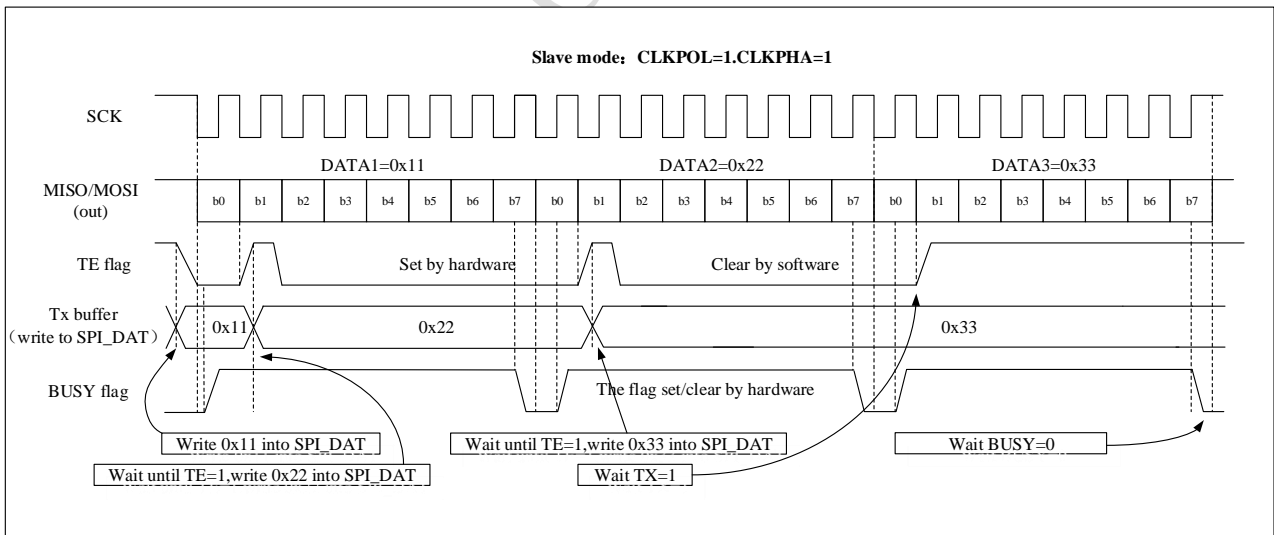 Slave mode：CLKPOL=1.CLKPHA=1
SCK
DATA1=0x11 DATA2=0x22 DATA3=0x33
MISO/MOSI
(out)
b0 b1 b2 b3 b4 b5 b6 b7 b0 b1 b2 b3 b4 b5 b6 b7 b0 b1 b2 b3 b4 b5 b6 b7
TE flag
Set by hardware Clear by software
Tx buffer
（write to SPI_DAT）
0x11 0x22 0x33
BUSY flag
The flag set/clear by hardware
Write 0x11 into SPI_DAT Wait until TE=1,write 0x33 into SPI_DAT Wait BUSY=0
Wait until TE=1,write 0x22 into SPI_DAT Wait TX=1